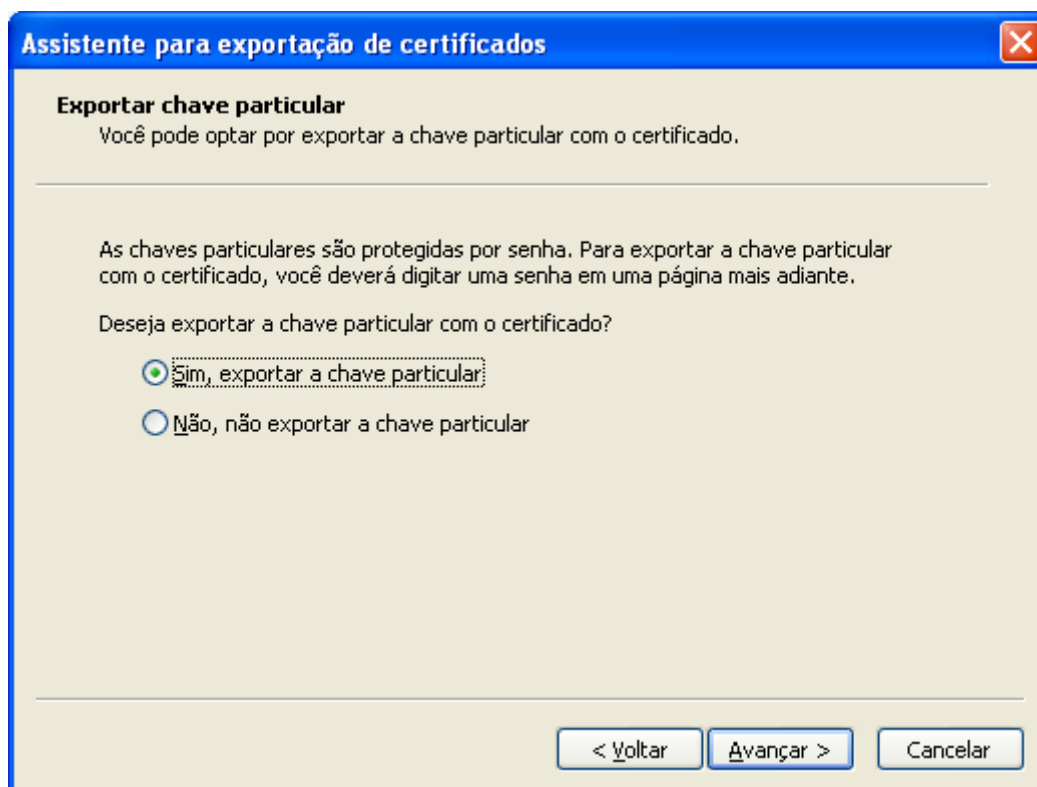 Assistente para exportação de certificados
Exportar chave particular
Você pode optar por exportar a chave particular com o certificado.
As chaves particulares são protegidas por senha. Para exportar a chave particular
com o certificado, você deverá digitar uma senha em uma página mais adiante.
Deseja exportar a chave particular com o certificado?
Sim, exportar a chave particular
Não, não exportar a chave particular
< Voltar
Avançar >
Cancelar